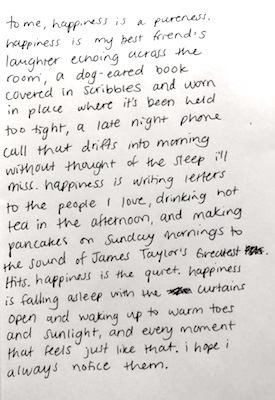 to me, happiness is a pureness.
happiness is my best friend's
laughter echoing across the
room, a dog-eared book
covered in scribbles and worn
in place where it's been held
too tight, a late night phone
call that drifts into morning
without thought of the sleep i'll
miss. happiness is writing letters
to the people I love, drinking hot
tea in the afternoon, and making
pancakes on Sunday mornings to
the sound of James Taylor's Greatest
Hits. happiness is the quiet. happiness
is falling asleep with the curtains
open and waking up to warm toes
and sunlight, and every moment
that feels just like that. i hope i
always notice them.